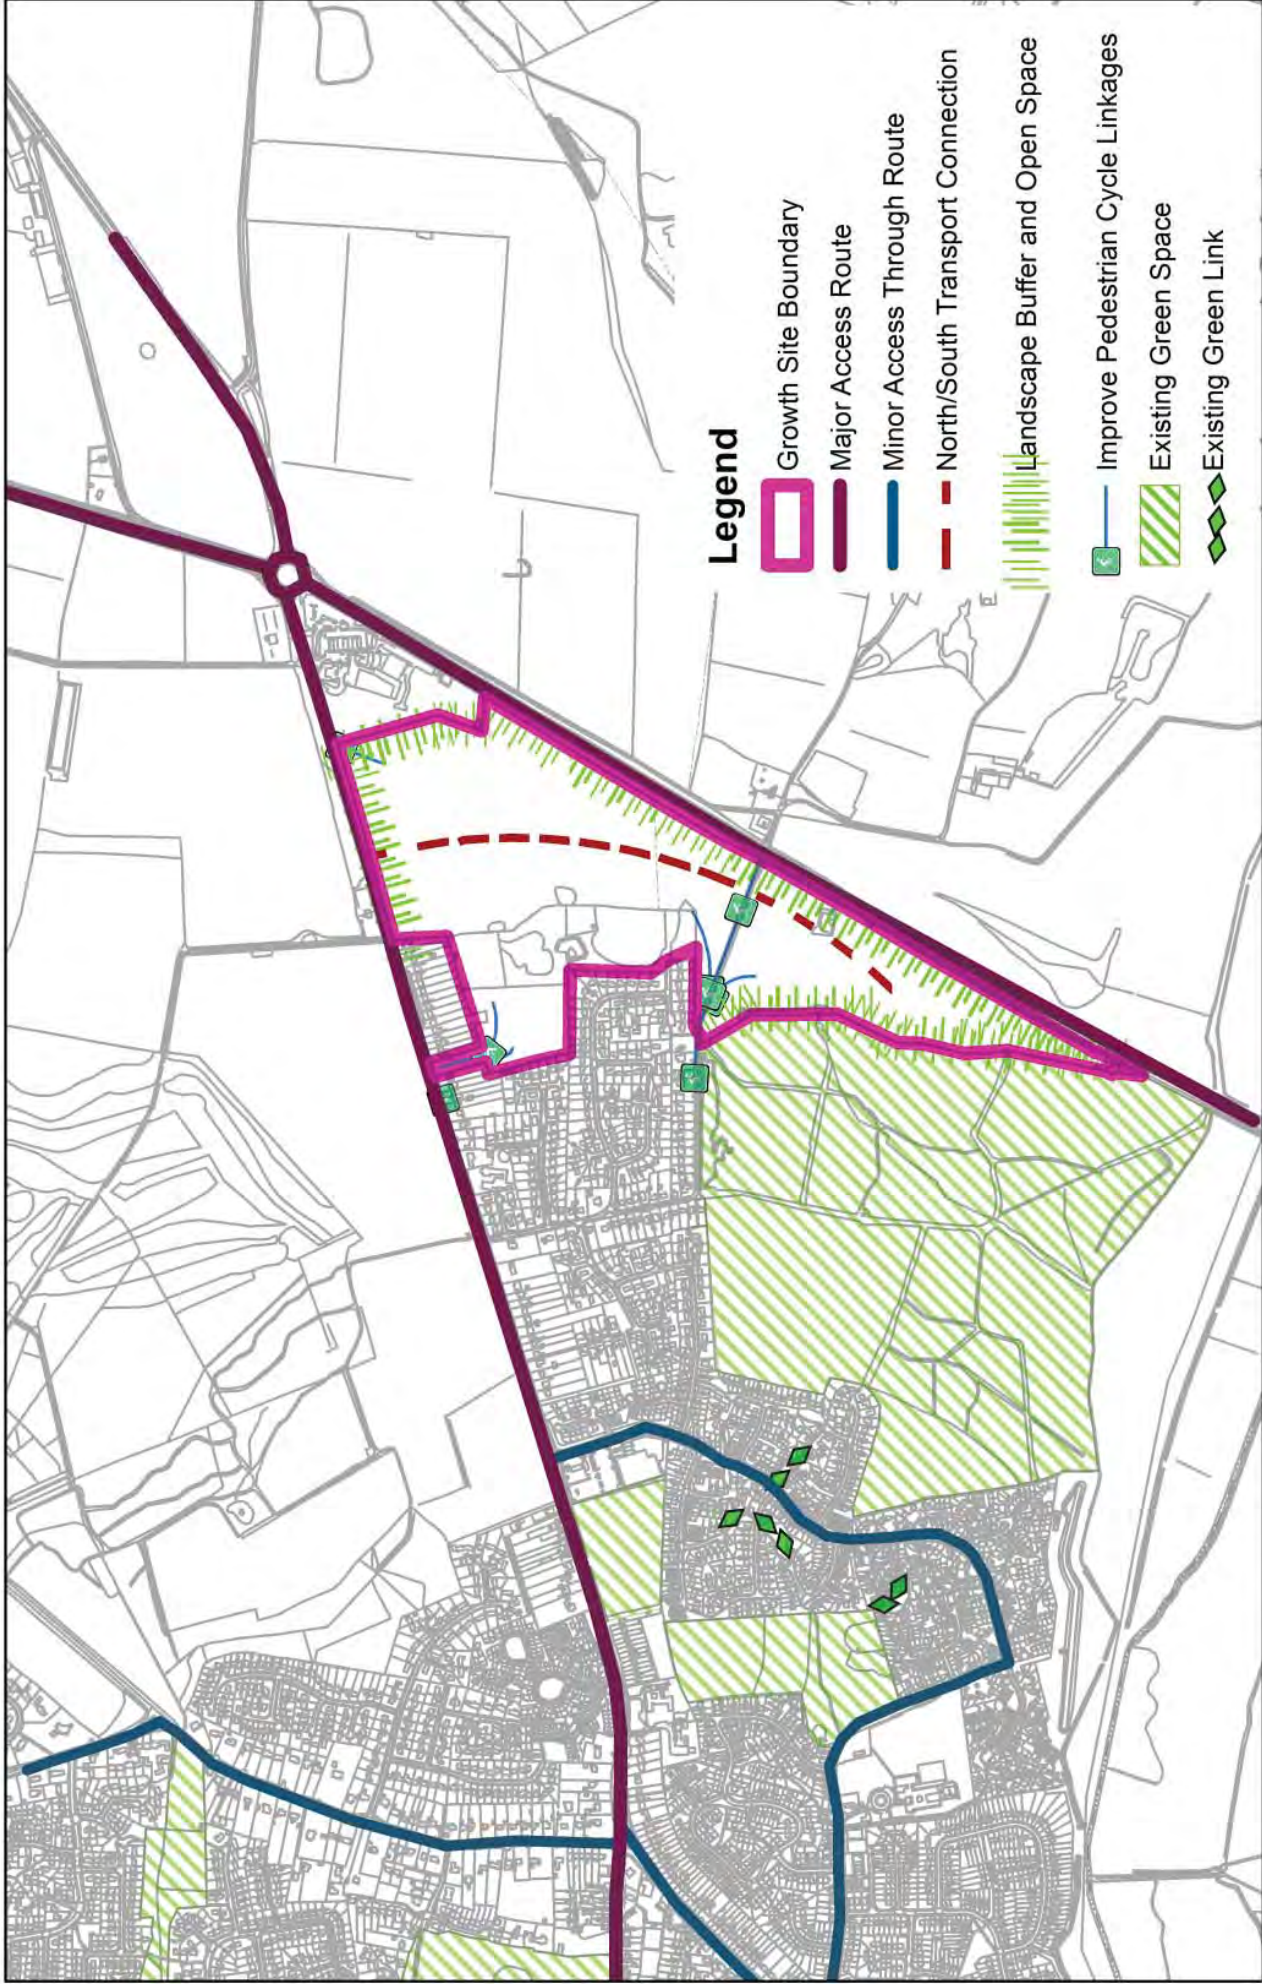 Legend
Growth Site Boundary
Major Access Route
Minor Access Through Route
North/South Transport Connection
Landscape Buffer and Open Space
Improve Pedestrian Cycle Linkages
Existing Green Space
Existing Green Link